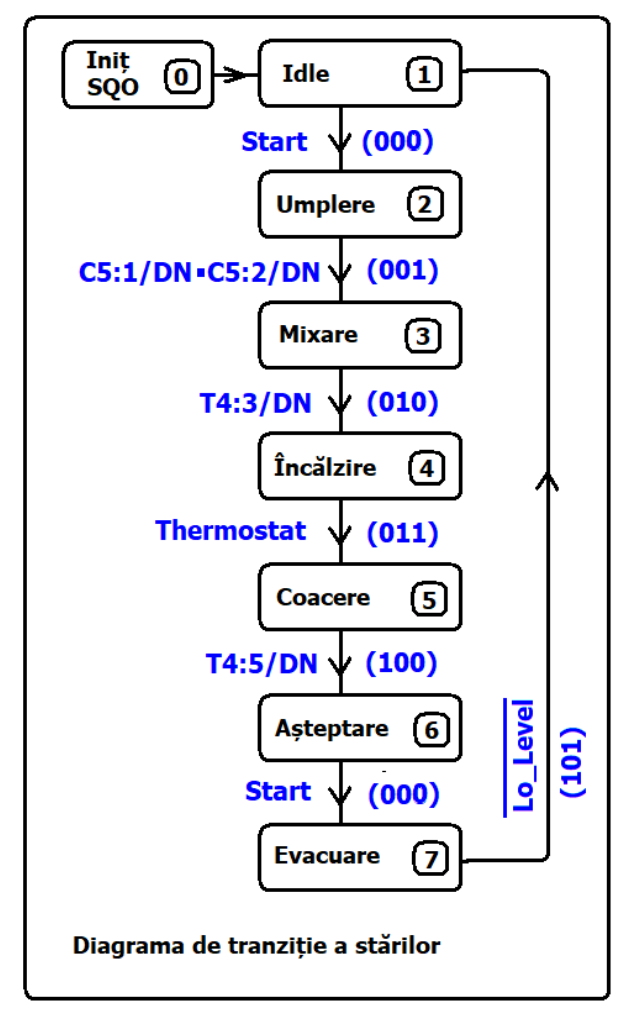 Iniț
SQO 0
Idle 1
Start (000)
Umplere 2
C5:1/DN▪C5:2/DN (001)
Mixare 3
T4:3/DN (010)
Încălzire 4
Thermostat (011)
Coacere 5
T4:5/DN (100)
Așteptare 6
Start (000)
Evacuare 7
Lo_Level
(101)
Diagrama de tranziție a stărilor